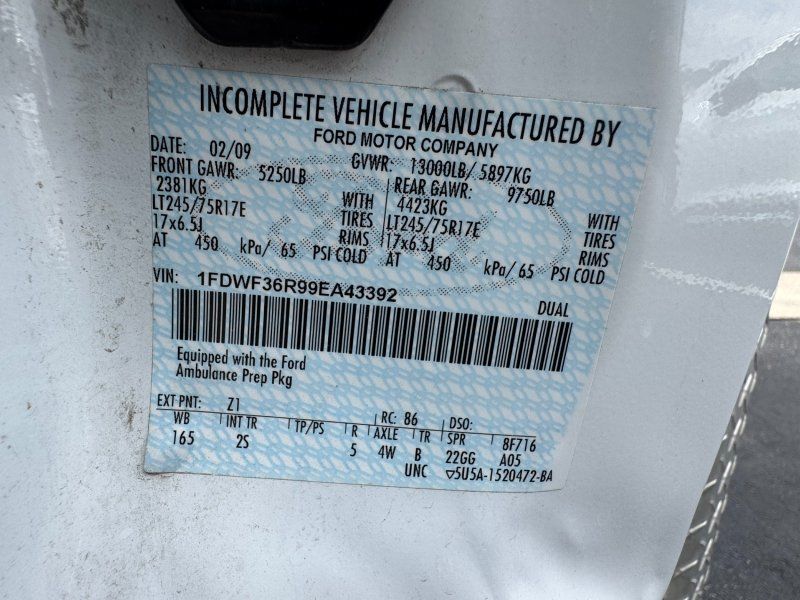 INCOMPLETE VEHICLE MANUFACTURED BY
FORD MOTOR COMPANY
DATE: 02/09 GVWR: 13000LB/ 5897KG
FRONT GAWR: 5250LB REAR GAWR: 9750LB
2381KG WITH 4423KG WITH
LT245/75R17E TIRES LT245/75R17E TIRES
17x6.5J RIMS 17x6.5J RIMS
AT 450 kPa/ 65 PSI COLD AT 450 kPa/ 65 PSI COLD
VIN: 1FDWF36R99EA43392 DUAL
Equipped with the Ford
Ambulance Prep Pkg
EXT PNT: Z1 RC: 86 DSO:
WB INT TR TP/PS R AXLE TR SPR 8F716
165 2S 5 4W B 22GG A05
UNC ▽5U5A-1520472-BA